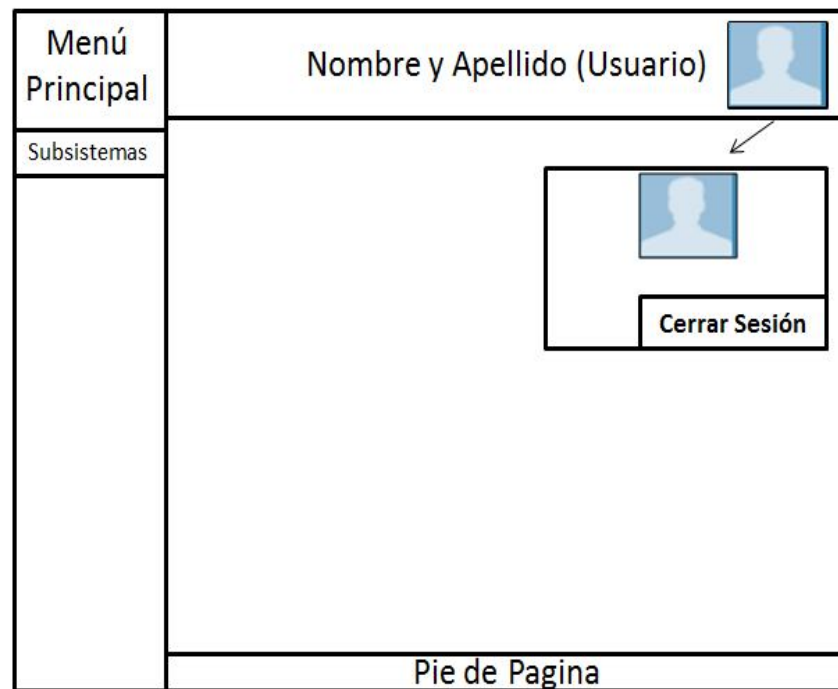 Menú
Principal
Nombre y Apellido (Usuario)
Subsistemas
Cerrar Sesión
Pie de Pagina